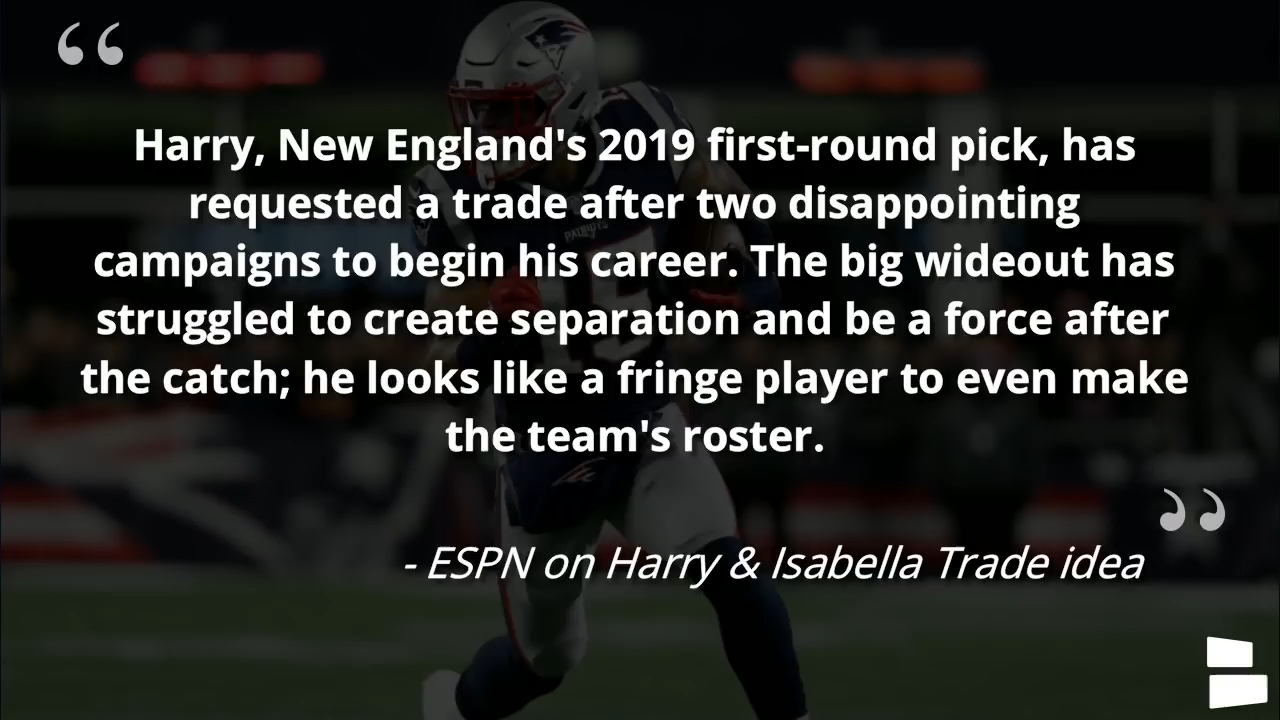 “
Harry, New England's 2019 first-round pick, has
requested a trade after two disappointing
campaigns to begin his career. The big wideout has
struggled to create separation and be a force after
the catch; he looks like a fringe player to even make
the team's roster.
”
- ESPN on Harry & Isabella Trade idea
PATRIOTS
15